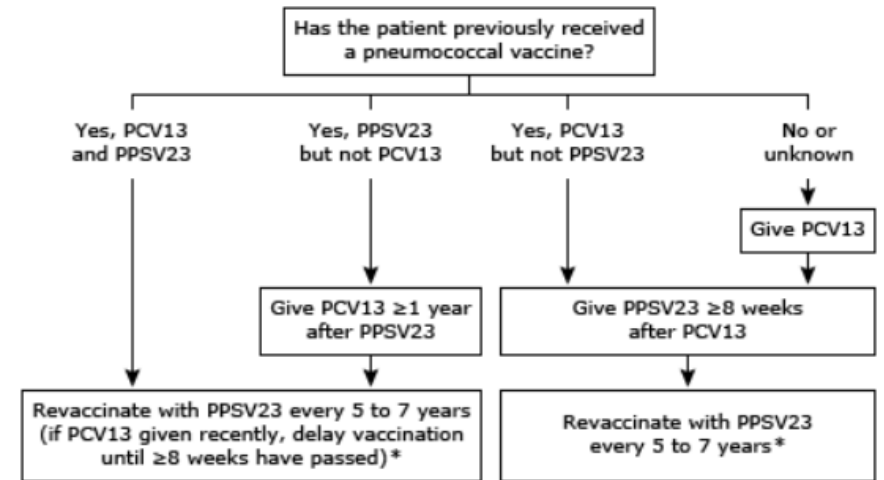 Has the patient previously received
a pneumococcal vaccine?
Yes, PCV13
and PPSV23
Yes, PPSV23
but not PCV13
Yes, PCV13
but not PPSV23
No or
unknown
Give PCV13
Give PCV13 ≥1 year
after PPSV23
Give PPSV23 ≥8 weeks
after PCV13
Revaccinate with PPSV23 every 5 to 7 years
(if PCV13 given recently, delay vaccination
until ≥8 weeks have passed)*
Revaccinate with PPSV23
every 5 to 7 years*